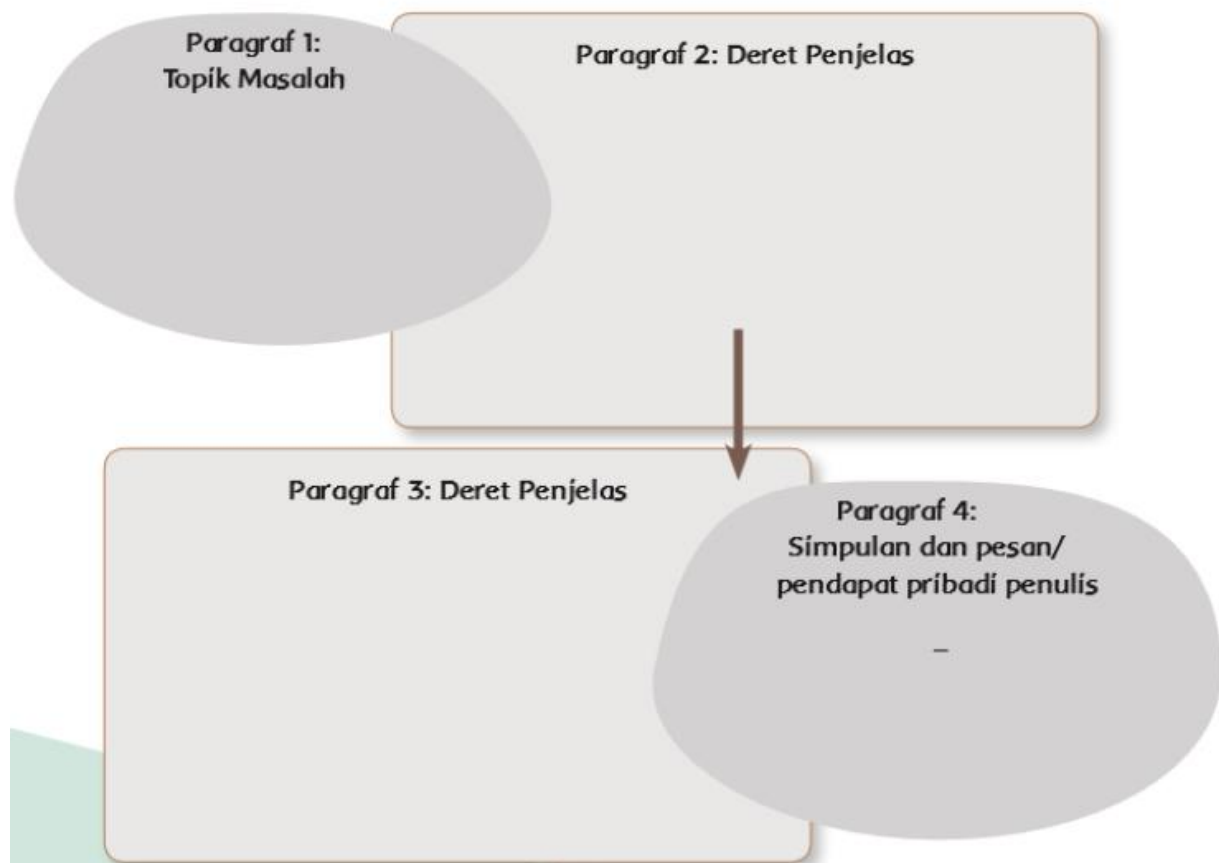 Paragraf 1:
Topik Masalah
Paragraf 2: Deret Penjelas
Paragraf 3: Deret Penjelas
Paragraf 4:
Simpulan dan pesan/
pendapat pribadi penulis
–